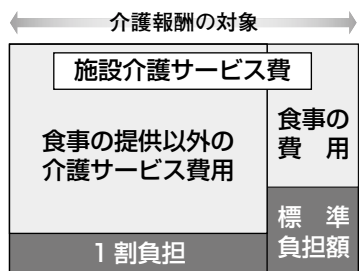 介護報酬の対象
施設介護サービス費
食事の提供以外の
介護サービス費用
食事の
費用
1割負担
標準
負担額